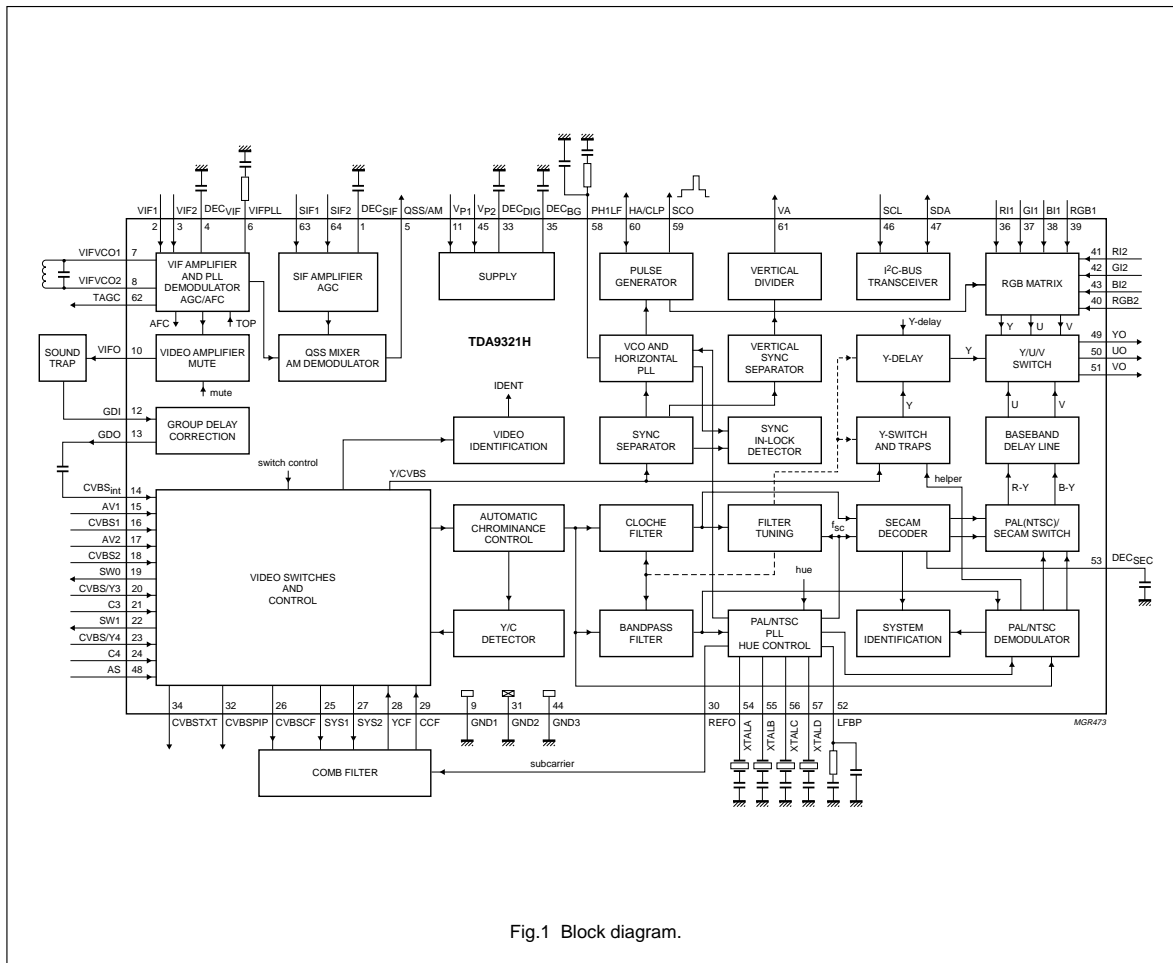 VIF1 VIF2 DECVIF VIFPLL SIF1 SIF2 DECSIF QSS/AM VP1 VP2 DECDIG DECBG PH1LF HA/CLP SCO VA SCL SDA RI1 GI1 BI1 RGB1
2 3 4 6 63 64 1 5 11 45 33 35 58 60 59 61 46 47 36 37 38 39
VIFVCO1 7
VIFVCO2 8
TAGC 62
VIF AMPLIFIER
AND PLL
DEMODULATOR
AGC/AFC
SIF AMPLIFIER
AGC
SUPPLY
PULSE
GENERATOR
VERTICAL
DIVIDER
I2C-BUS
TRANSCEIVER
RGB MATRIX
41 RI2
42 GI2
43 BI2
40 RGB2
AFC TOP
TDA9321H
Y-delay
Y U V
SOUND
TRAP
VIFO 10
VIDEO AMPLIFIER
MUTE
QSS MIXER
AM DEMODULATOR
VCO AND
HORIZONTAL
PLL
VERTICAL
SYNC
SEPARATOR
Y-DELAY
Y
Y/U/V
SWITCH
49 YO
50 UO
51 VO
mute
IDENT
Y
U V
GDI 12
GDO 13
GROUP DELAY
CORRECTION
VIDEO
IDENTIFICATION
SYNC
SEPARATOR
SYNC
IN-LOCK
DETECTOR
Y-SWITCH
AND TRAPS
BASEBAND
DELAY LINE
switch control
Y/CVBS
helper
R-Y B-Y
CVBSint 14
AV1 15
CVBS1 16
AV2 17
CVBS2 18
SW0 19
CVBS/Y3 20
C3 21
SW1 22
CVBS/Y4 23
C4 24
AS 48
VIDEO SWITCHES
AND
CONTROL
AUTOMATIC
CHROMINANCE
CONTROL
CLOCHE
FILTER
FILTER
TUNING
fsc
SECAM
DECODER
PAL(NTSC)/
SECAM SWITCH
53 DECSEC
hue
Y/C
DETECTOR
BANDPASS
FILTER
PAL/NTSC
PLL
HUE CONTROL
SYSTEM
IDENTIFICATION
PAL/NTSC
DEMODULATOR
34 32 26 25 27 28 29 9 31 44 30 54 55 56 57 52
CVBSTXT CVBSPIP CVBSCF SYS1 SYS2 YCF CCF GND1 GND2 GND3 REFO XTALA XTALB XTALC XTALD LFBP
MGR473
COMB FILTER
subcarrier
Fig.1 Block diagram.